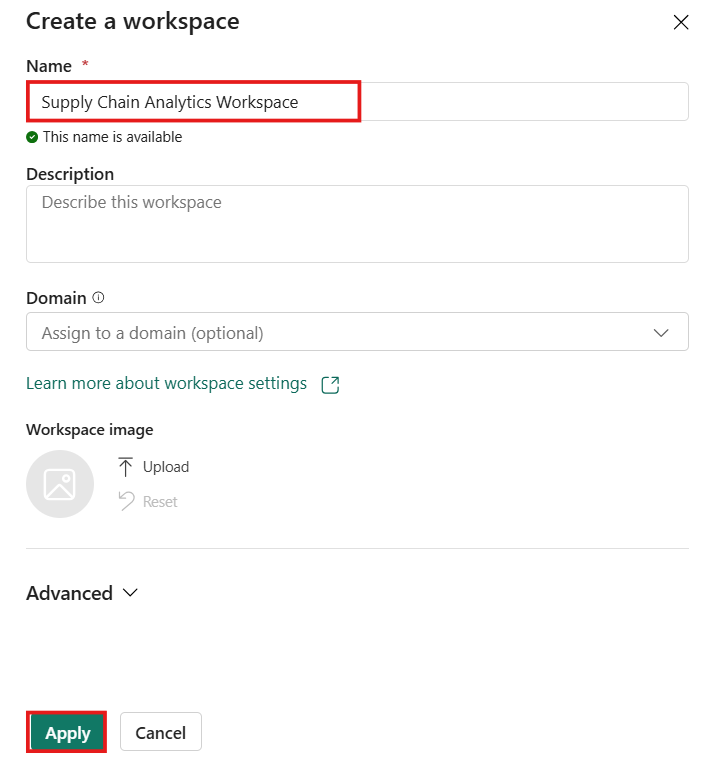 Create a workspace
Name *
Supply Chain Analytics Workspace
This name is available
Description
Describe this workspace
Domain
Assign to a domain (optional)
Learn more about workspace settings
Workspace image
Upload
Reset
Advanced
Apply
Cancel